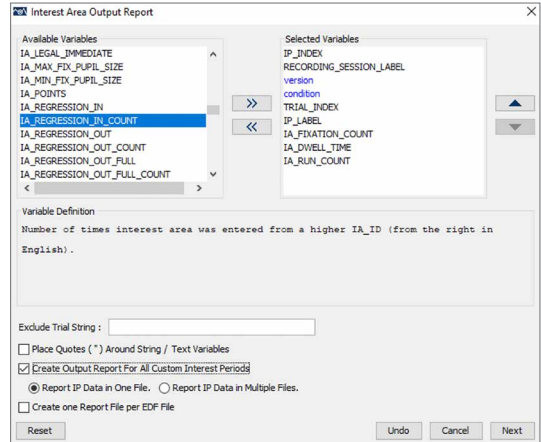 Interest Area Output Report
Available Variables
IA_LEGAL_IMMEDIATE
IA_MAX_FIX_PUPIL_SIZE
IA_MIN_FIX_PUPIL_SIZE
IA_POINTS
IA_REGRESSION_IN
IA_REGRESSION_IN_COUNT
IA_REGRESSION_OUT
IA_REGRESSION_OUT_COUNT
IA_REGRESSION_OUT_FULL
IA_REGRESSION_OUT_FULL_COUNT
Selected Variables
IP_INDEX
RECORDING_SESSION_LABEL
version
condition
TRIAL_INDEX
IP_LABEL
IA_FIXATION_COUNT
IA_DWELL_TIME
IA_RUN_COUNT
Variable Definition
Number of times interest area was entered from a higher IA_ID (from the right in
English).
Exclude Trial String :
Place Quotes (") Around String / Text Variables
Create Output Report For All Custom Interest Periods
Report IP Data in One File. Report IP Data in Multiple Files.
Create one Report File per EDF File
Reset Undo Cancel Next